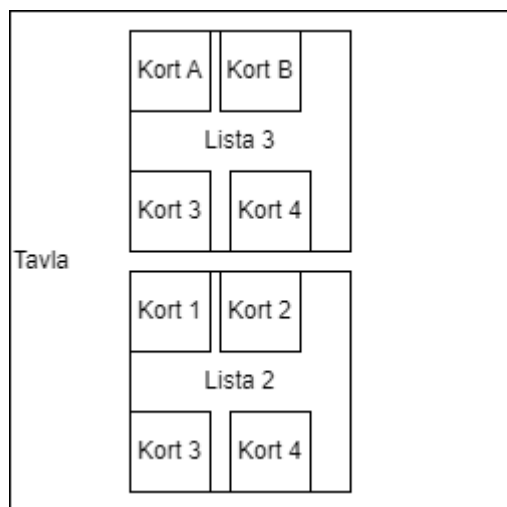 Kort A
Kort B
Lista 3
Kort 3
Kort 4
Tavla
Kort 1
Kort 2
Lista 2
Kort 3
Kort 4